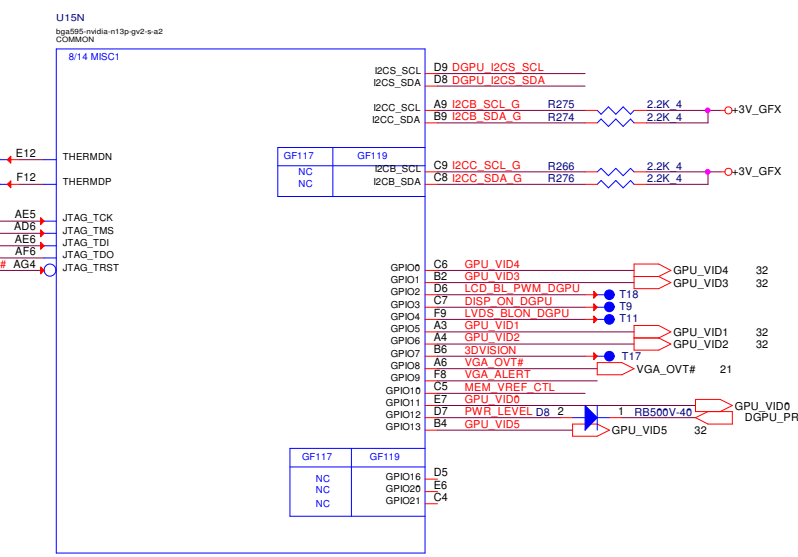 U15N
bga595-nvidia-n13p-gv2-s-a2
COMMON
8/14 MISC1
I2CS_SCL D9 DGPU_I2CS_SCL
I2CS_SDA D8 DGPU_I2CS_SDA
I2CC_SCL A9 I2CB_SCL_G R275 2.2K_4 +3V_GFX
I2CC_SDA B9 I2CB_SDA_G R274 2.2K_4
E12 THERMDN
GF117 GF119
NC I2CB_SCL C9 I2CC_SCL_G R266 2.2K_4 +3V_GFX
NC I2CB_SDA C8 I2CC_SDA_G R276 2.2K_4
F12 THERMDP
AE5 JTAG_TCK
AD6 JTAG_TMS
AE6 JTAG_TDI
AF6 JTAG_TDO
# AG4 JTAG_TRST
GPIO0 C6 GPU_VID4 GPU_VID4 32
GPIO1 B2 GPU_VID3 GPU_VID3 32
GPIO2 D6 LCD_BL_PWM_DGPU T18
GPIO3 C7 DISP_ON_DGPU T9
GPIO4 F9 LVDS_BLON_DGPU T11
GPIO5 A3 GPU_VID1 GPU_VID1 32
GPIO6 A4 GPU_VID2 GPU_VID2 32
GPIO7 B6 3DVISION T17
GPIO8 A6 VGA_OVT# VGA_OVT# 21
GPIO9 F8 VGA_ALERT
GPIO10 C5 MEM_VREF_CTL
GPIO11 E7 GPU_VID0 GPU_VID0
GPIO12 D7 PWR_LEVEL D8 2 1 RB500V-40 DGPU_PR
GPIO13 B4 GPU_VID5 GPU_VID5 32
GF117 GF119
NC GPIO16 D5
NC GPIO20 E6
NC GPIO21 C4